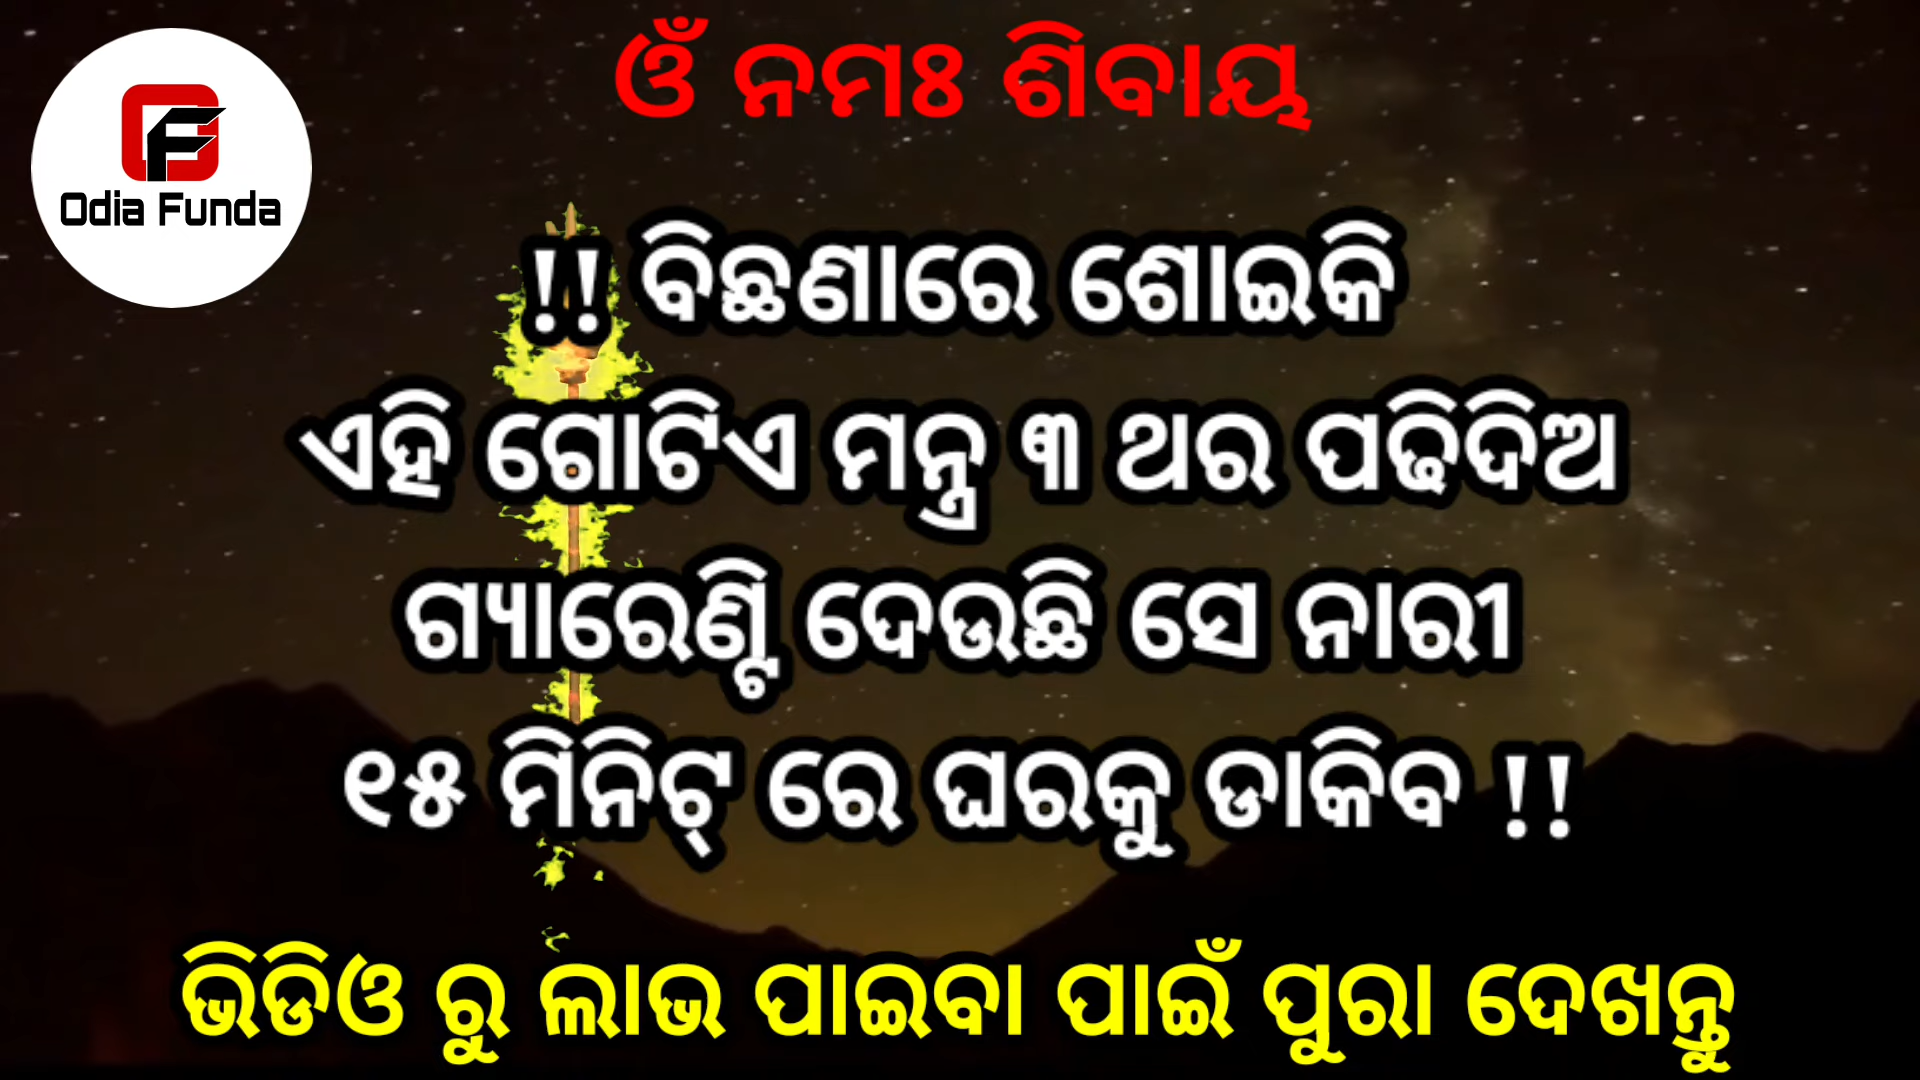 ଓଁ ନମଃ ଶିବାୟ
Odia Funda
!! ବିଛଣାରେ ଶୋଇକି
ଏହି ଗୋଟିଏ ମନ୍ତ୍ର ୩ ଥର ପଢିଦିଅ
ଗ୍ୟାରେଣ୍ଟି ଦେଉଛି ସେ ନାରୀ
୧୫ ମିନିଟ୍ ରେ ଘରକୁ ଡାକିବ !!
ଭିଡିଓ ରୁ ଲାଭ ପାଇବା ପାଇଁ ପୁରା ଦେଖନ୍ତୁ